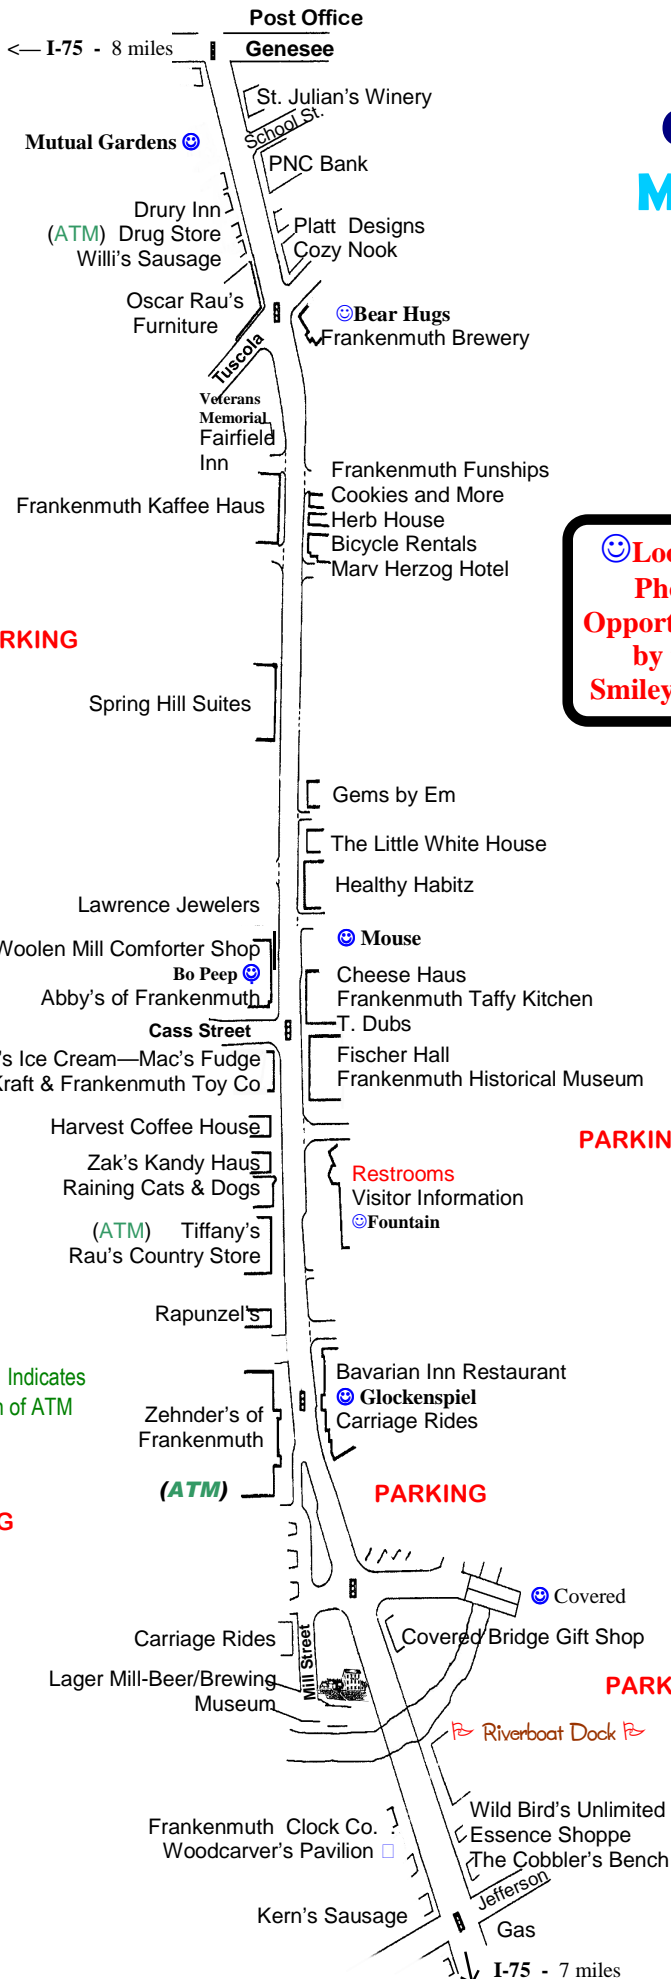 Post Office
<— I-75 - 8 miles
Genesee
St. Julian's Winery
School St.
Mutual Gardens
PNC Bank
Drury Inn
(ATM) Drug Store
Willi's Sausage
Platt Designs
Cozy Nook
Oscar Rau's
Furniture
Bear Hugs
Frankenmuth Brewery
Tuscola
Veterans
Memorial
Fairfield
Inn
Frankenmuth Funships
Cookies and More
Frankenmuth Kaffee Haus
Herb House
Bicycle Rentals
Marv Herzog Hotel
by
Smiley
RKING
Spring Hill Suites
Gems by Em
The Little White House
Healthy Habitz
Lawrence Jewelers
Mouse
Woolen Mill Comforter Shop
Bo Peep
Abby's of Frankenmuth
Cheese Haus
Frankenmuth Taffy Kitchen
T. Dubs
Cass Street
's Ice Cream—Mac's Fudge
Kraft & Frankenmuth Toy Co
Fischer Hall
Frankenmuth Historical Museum
Harvest Coffee House
PARKIN
Zak's Kandy Haus
Raining Cats & Dogs
Restrooms
Visitor Information
Fountain
(ATM) Tiffany's
Rau's Country Store
Rapunzel's
Indicates
of ATM
Bavarian Inn Restaurant
Glockenspiel
Carriage Rides
Zehnder's of
Frankenmuth
(ATM)
PARKING
G
Covered
Carriage Rides
Mill Street
Covered Bridge Gift Shop
Lager Mill-Beer/Brewing
Museum
PARK
Riverboat Dock
Frankenmuth Clock Co.
Woodcarver's Pavilion
Wild Bird's Unlimited
Essence Shoppe
The Cobbler's Bench
Jefferson
Kern's Sausage
Gas
I-75 - 7 miles